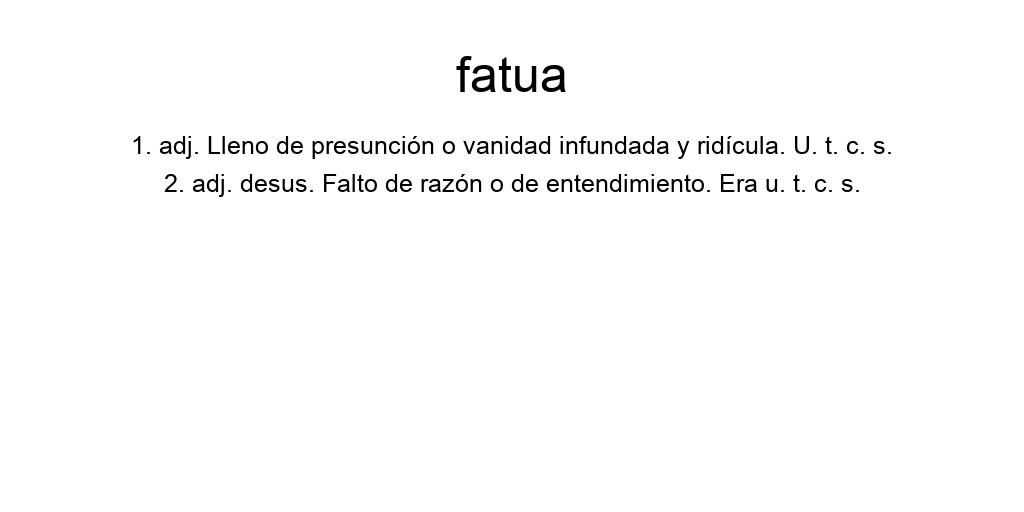 fatua
1. adj. Lleno de presunción o vanidad infundada y ridícula. U. t. c. s.
2. adj. desus. Falto de razón o de entendimiento. Era u. t. c. s.